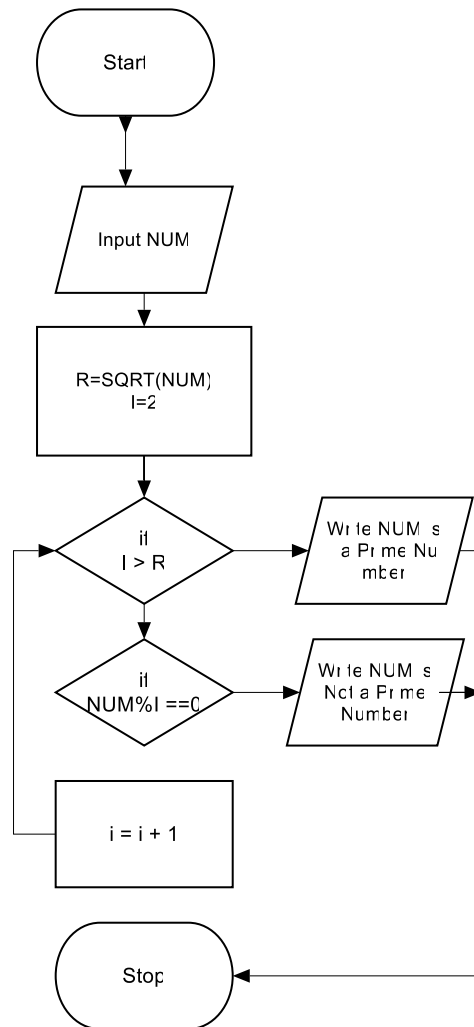 Start
Input NUM
R=SQRT(NUM)
I=2
if
I > R
Write NUM is
a Prime Nu
mber
if
NUM%I ==0
Write NUM is
Not a Prime
Number
i = i + 1
Stop